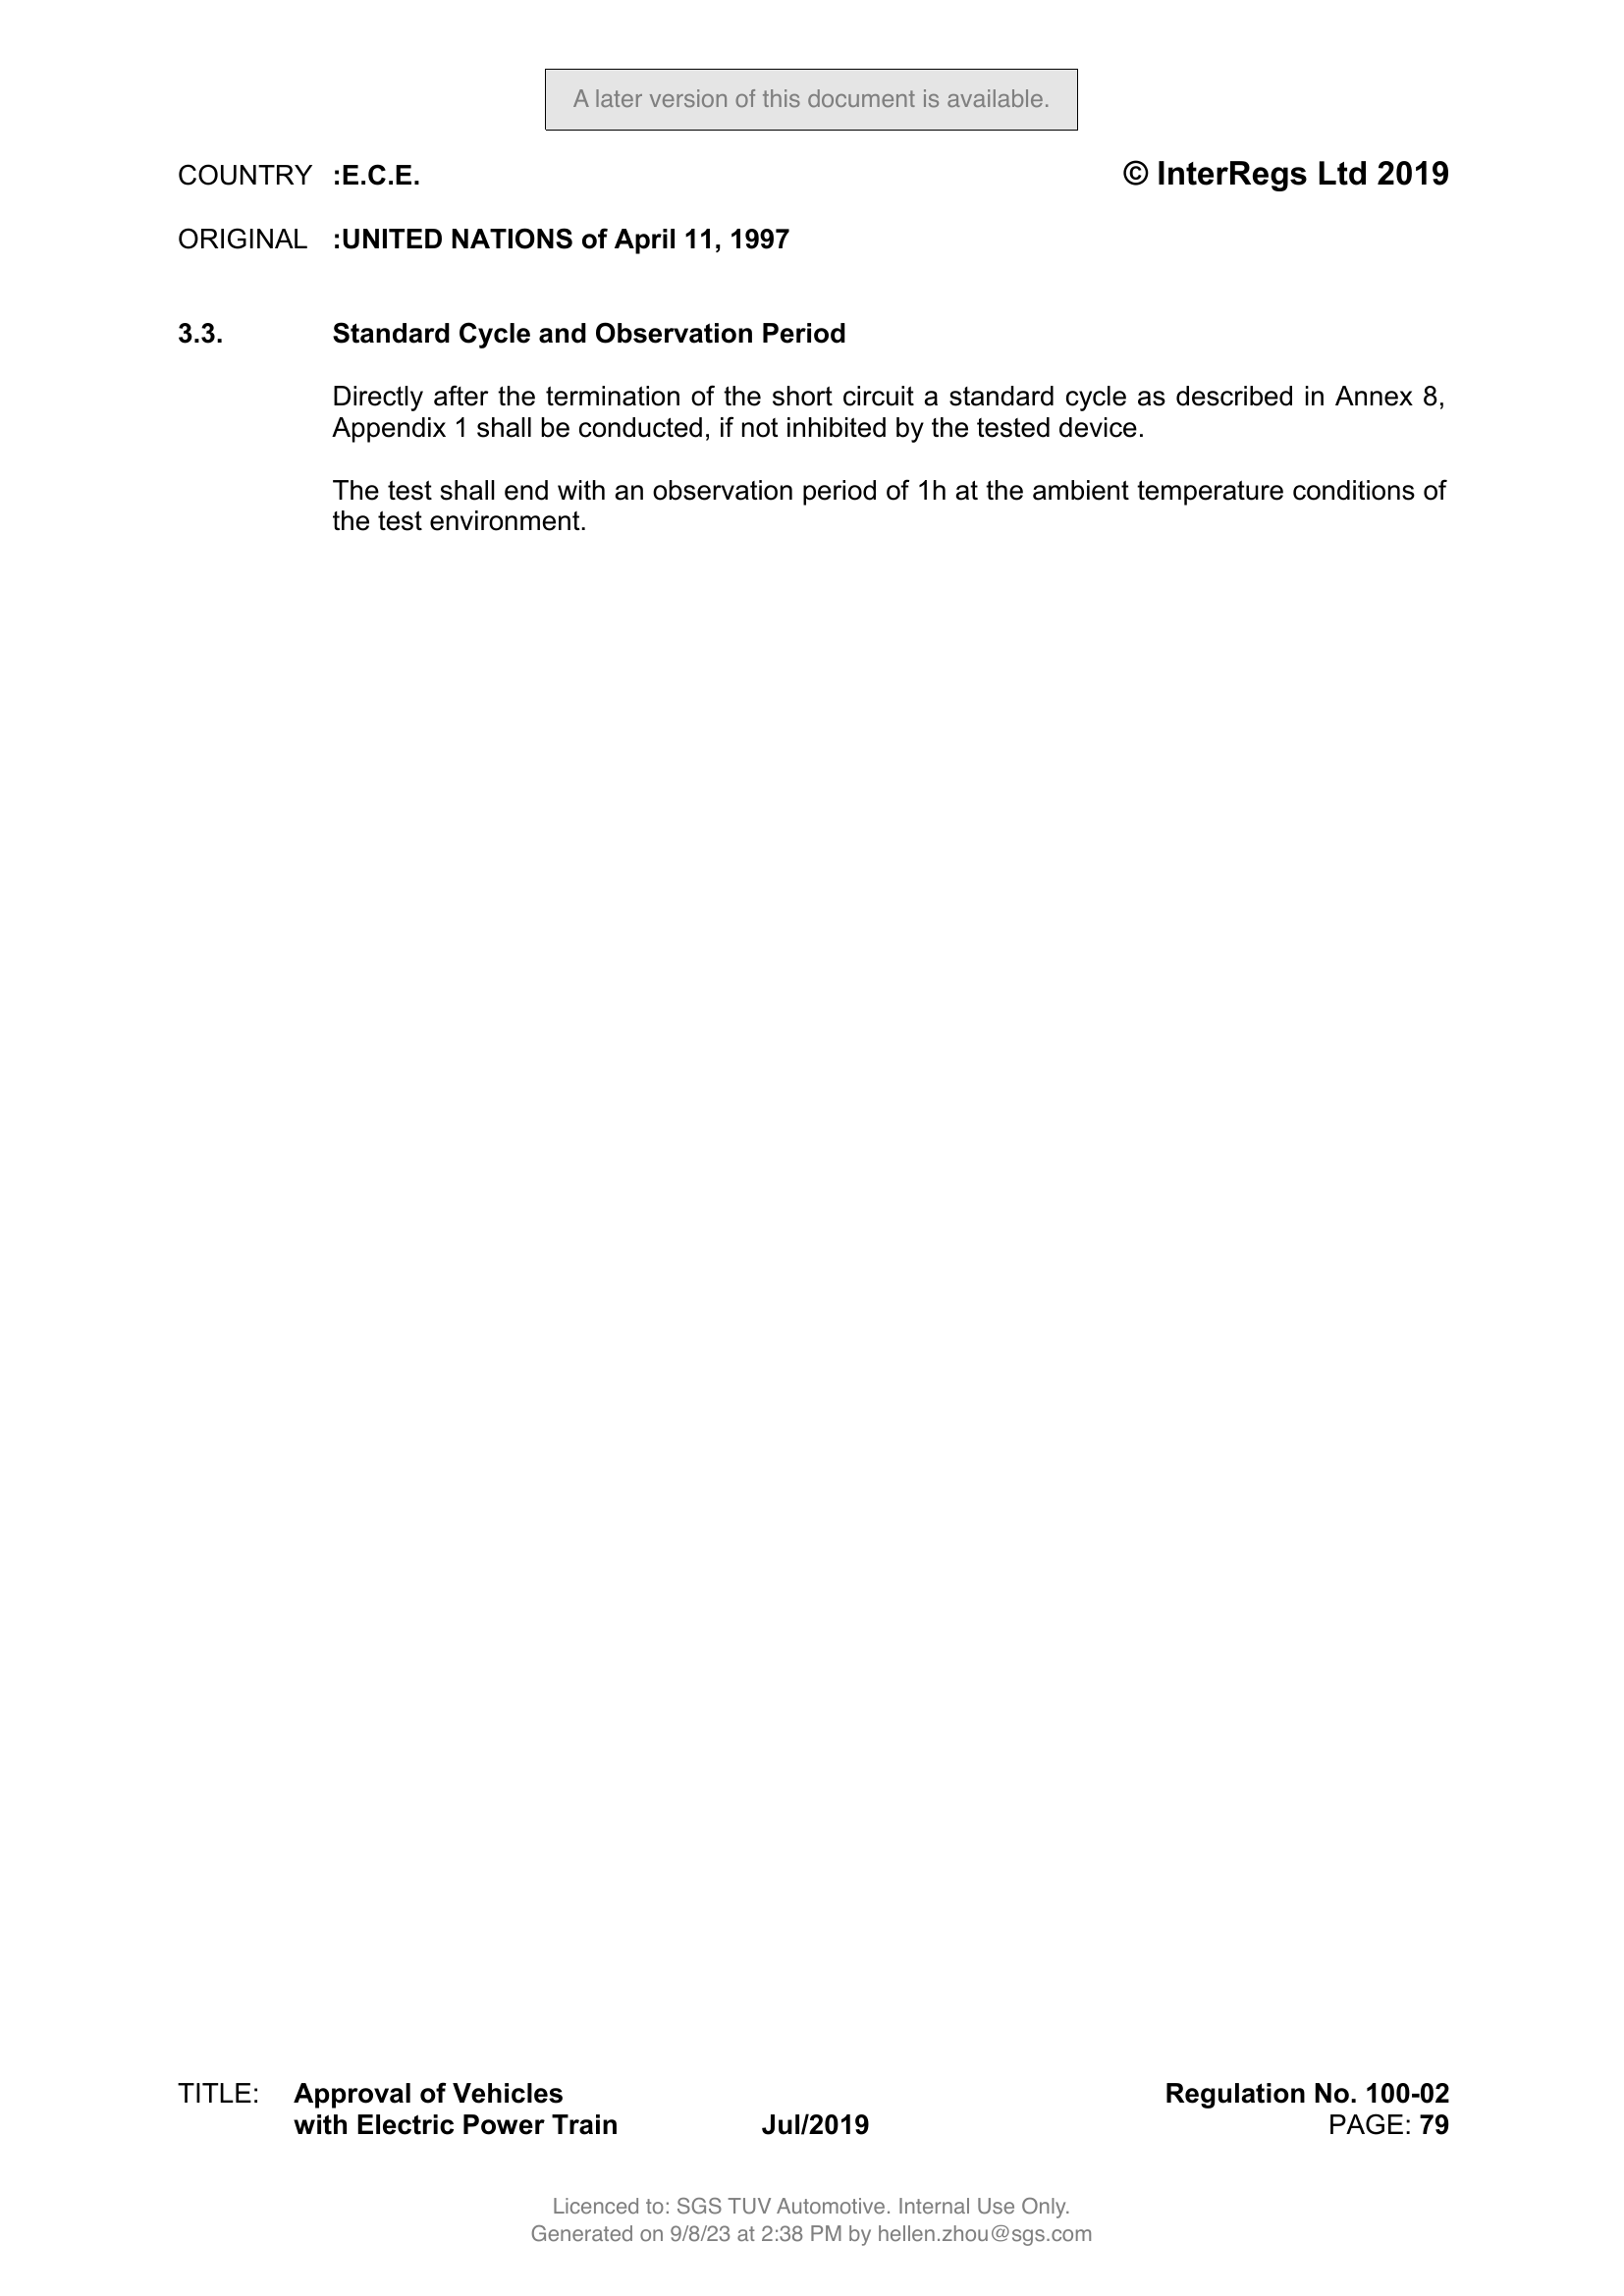 A later version of this document is available.
COUNTRY :E.C.E. © InterRegs Ltd 2019
ORIGINAL :UNITED NATIONS of April 11, 1997
3.3. Standard Cycle and Observation Period
Directly after the termination of the short circuit a standard cycle as described in Annex 8,
Appendix 1 shall be conducted, if not inhibited by the tested device.
The test shall end with an observation period of 1h at the ambient temperature conditions of
the test environment.
TITLE: Approval of Vehicles Regulation No. 100-02
with Electric Power Train Jul/2019 PAGE: 79
Licenced to: SGS TUV Automotive. Internal Use Only.
Generated on 9/8/23 at 2:38 PM by hellen.zhou@sgs.com